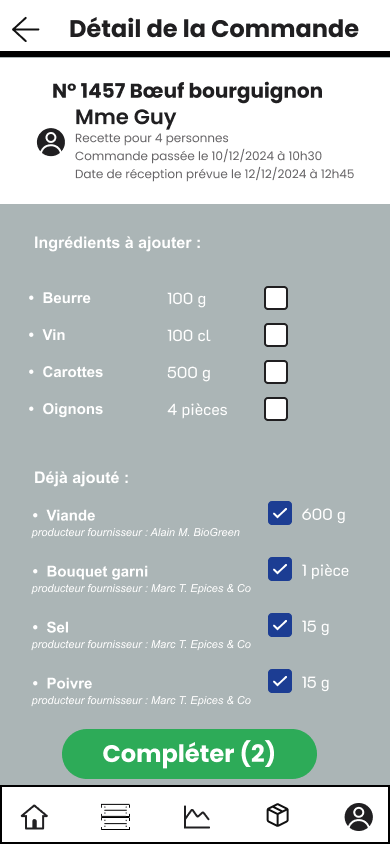 Détail de la Commande
N° 1457 Bœuf bourguignon
Mme Guy
Recette pour 4 personnes
Commande passée le 10/12/2024 à 10h30
Date de réception prévue le 12/12/2024 à 12h45
Ingrédients à ajouter :
• Beurre 100 g
• Vin 100 cl
• Carottes 500 g
• Oignons 4 pièces
Déjà ajouté :
• Viande 600 g
producteur fournisseur : Alain M. BioGreen
• Bouquet garni 1 pièce
producteur fournisseur : Marc T. Epices & Co
• Sel 15 g
producteur fournisseur : Marc T. Epices & Co
• Poivre 15 g
producteur fournisseur : Marc T. Epices & Co
Compléter (2)